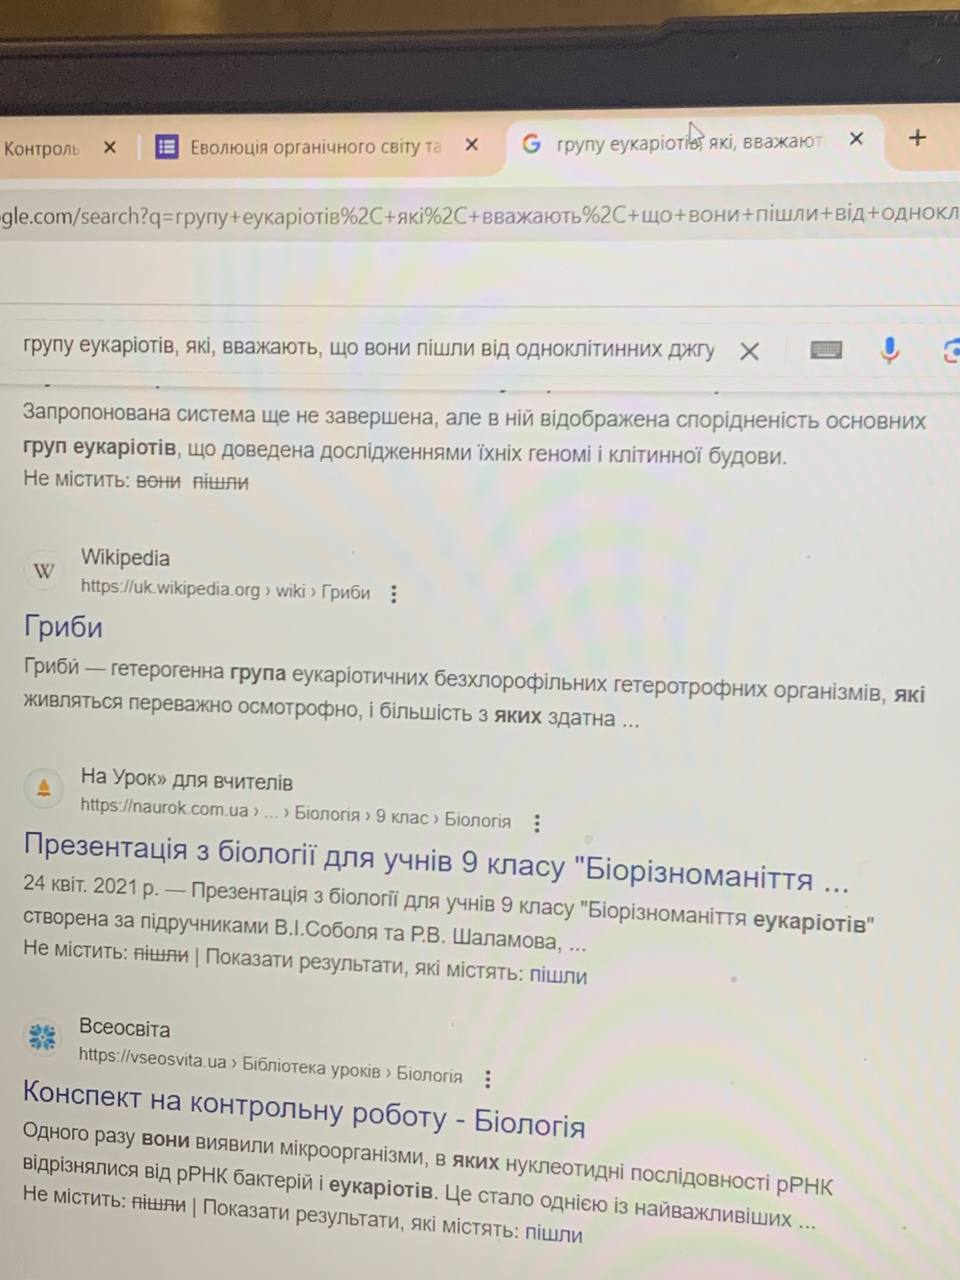 Контроль
Еволюція органічного світу та
групу еукаріотів, які, вважают
gle.com/search?q=групу+еукаріотів%2C+які%2C+вважають%2C+що+вони+пішли+від+однокл
групу еукаріотів, які, вважають, що вони пішли від одноклітинних джгу
Запропонована система ще не завершена, але в ній відображена спорідненість основних
груп еукаріотів, що доведена дослідженнями їхніх геномі і клітинної будови.
Не містить: вони пішли
W
Wikipedia
https://uk.wikipedia.org › wiki › Гриби
Гриби
Гриби́ — гетерогенна група еукаріотичних безхлорофільних гетеротрофних організмів, які
живляться переважно осмотрофно, і більшість з яких здатна ...
На Урок» для вчителів
https://naurok.com.ua › ... › Біологія › 9 клас › Біологія
Презентація з біології для учнів 9 класу "Біорізноманіття ...
24 квіт. 2021 р. — Презентація з біології для учнів 9 класу "Біорізноманіття еукаріотів"
створена за підручниками В.І.Соболя та Р.В. Шаламова, ...
Не містить: пішли | Показати результати, які містять: пішли
Всеосвіта
https://vseosvita.ua › Бібліотека уроків › Біологія
Конспект на контрольну роботу - Біологія
Одного разу вони виявили мікроорганізми, в яких нуклеотидні послідовності рРНК
відрізнялися від рРНК бактерій і еукаріотів. Це стало однією із найважливіших ...
Не містить: пішли | Показати результати, які містять: пішли